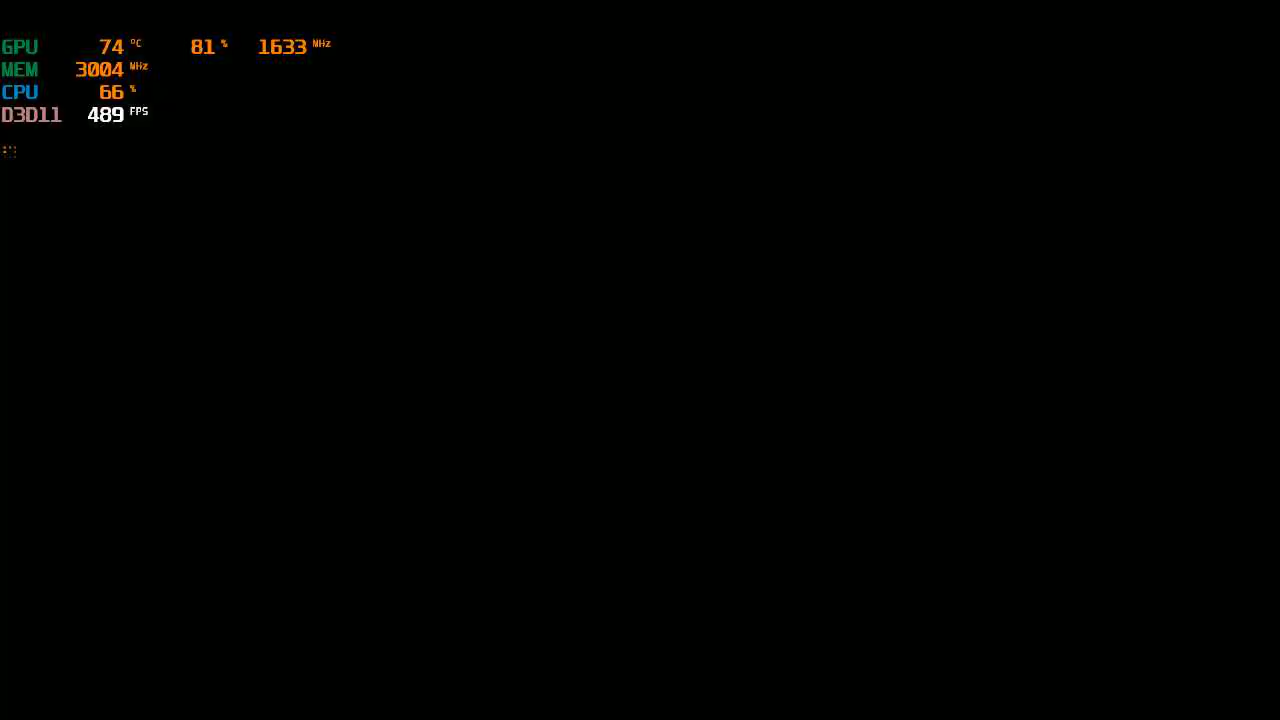 GPU 74 °C 81 % 1633 MHz
MEM 3004 MHz
CPU 66 %
D3D11 489 FPS